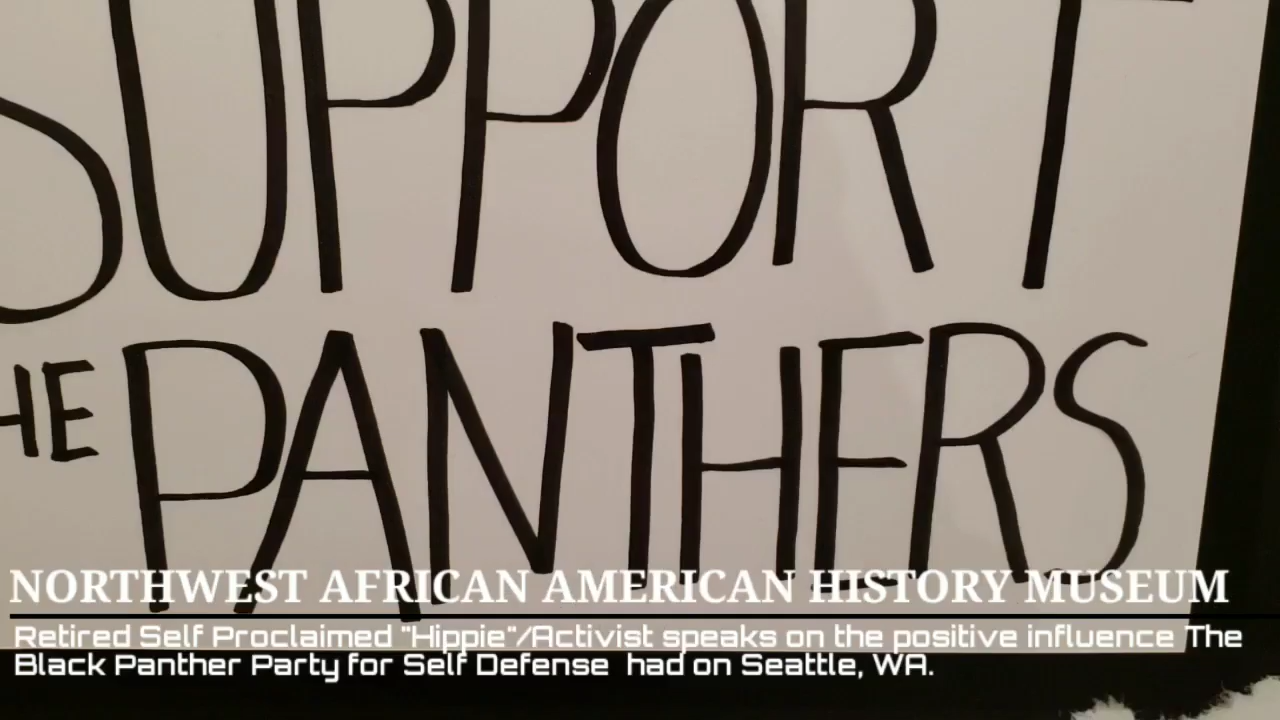 SUPPORT
HE PANTHERS
NORTHWEST AFRICAN AMERICAN HISTORY MUSEUM
Retired Self Proclaimed "Hippie"/Activist speaks on the positive influence The
Black Panther Party for Self Defense had on Seattle, WA.